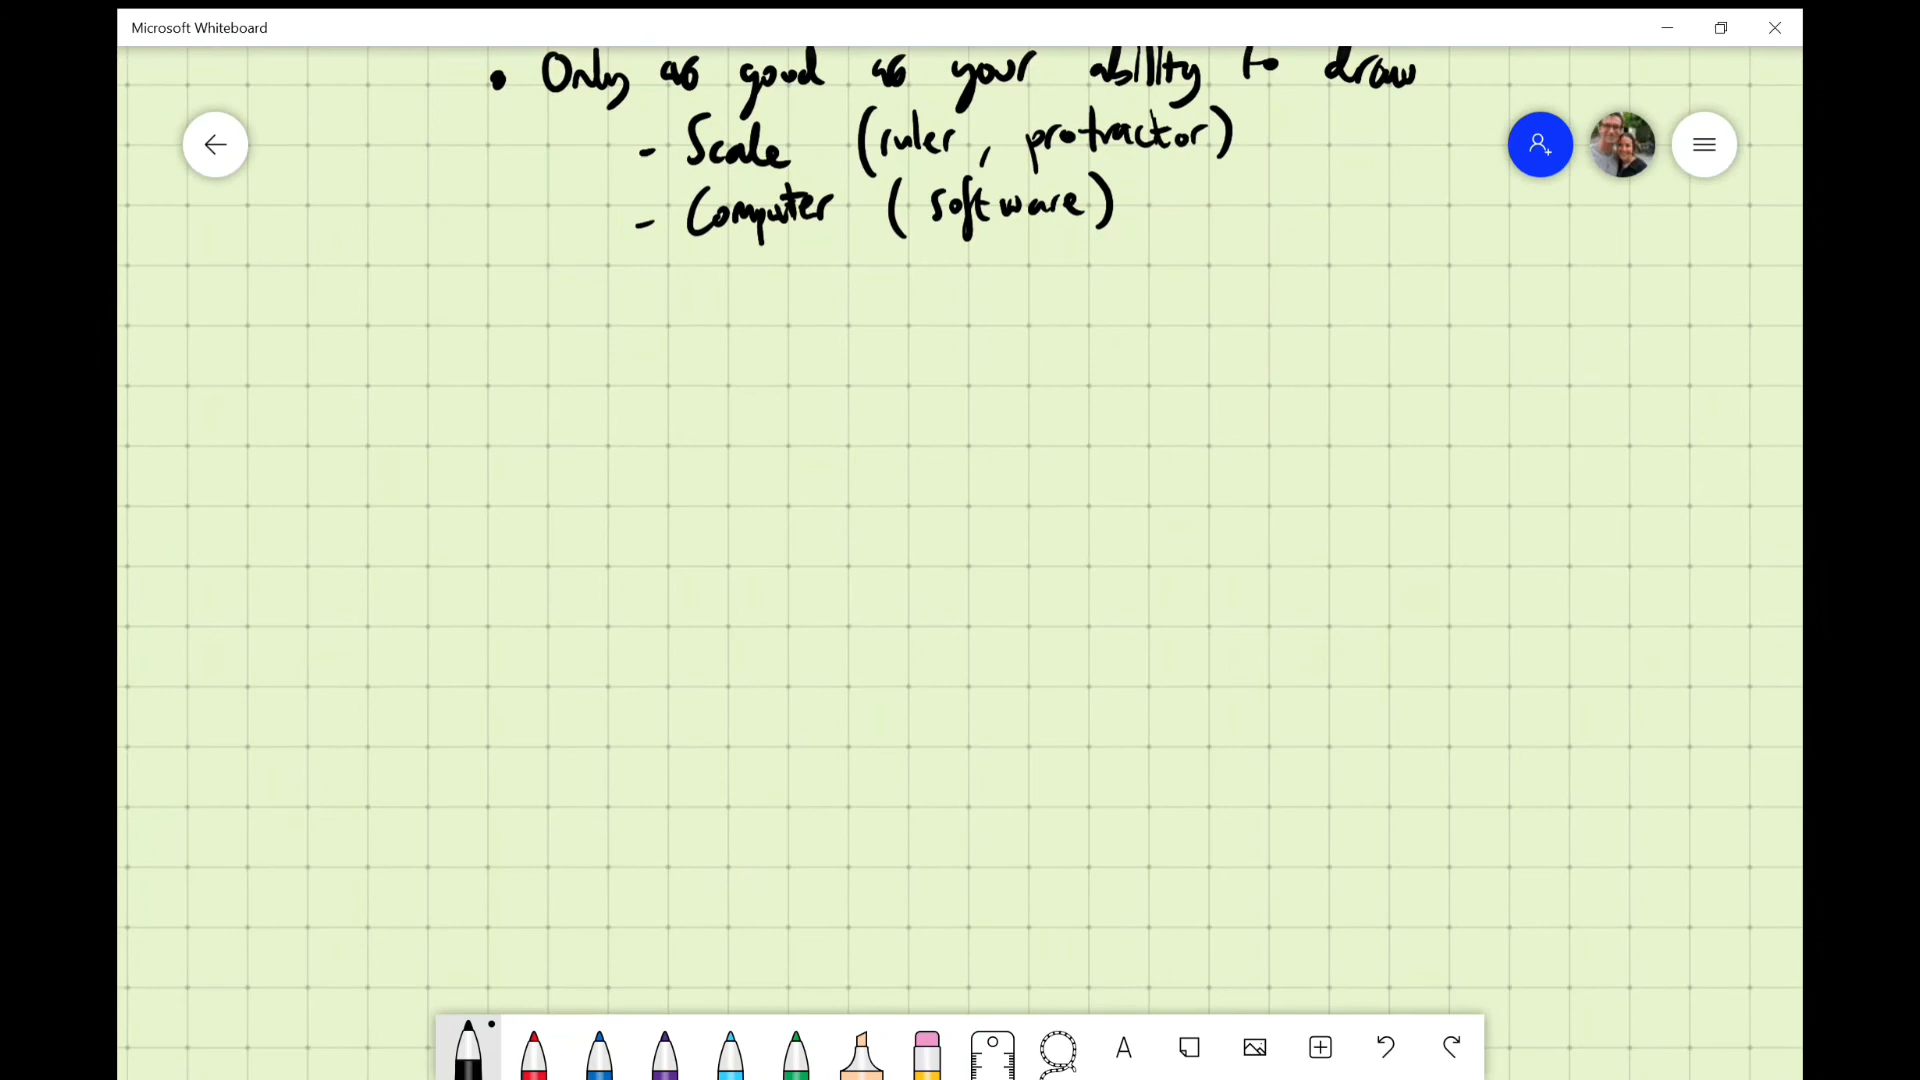 Microsoft Whiteboard
• Only as good as your ability to draw
- Scale (ruler, protractor)
- Computer (software)
A